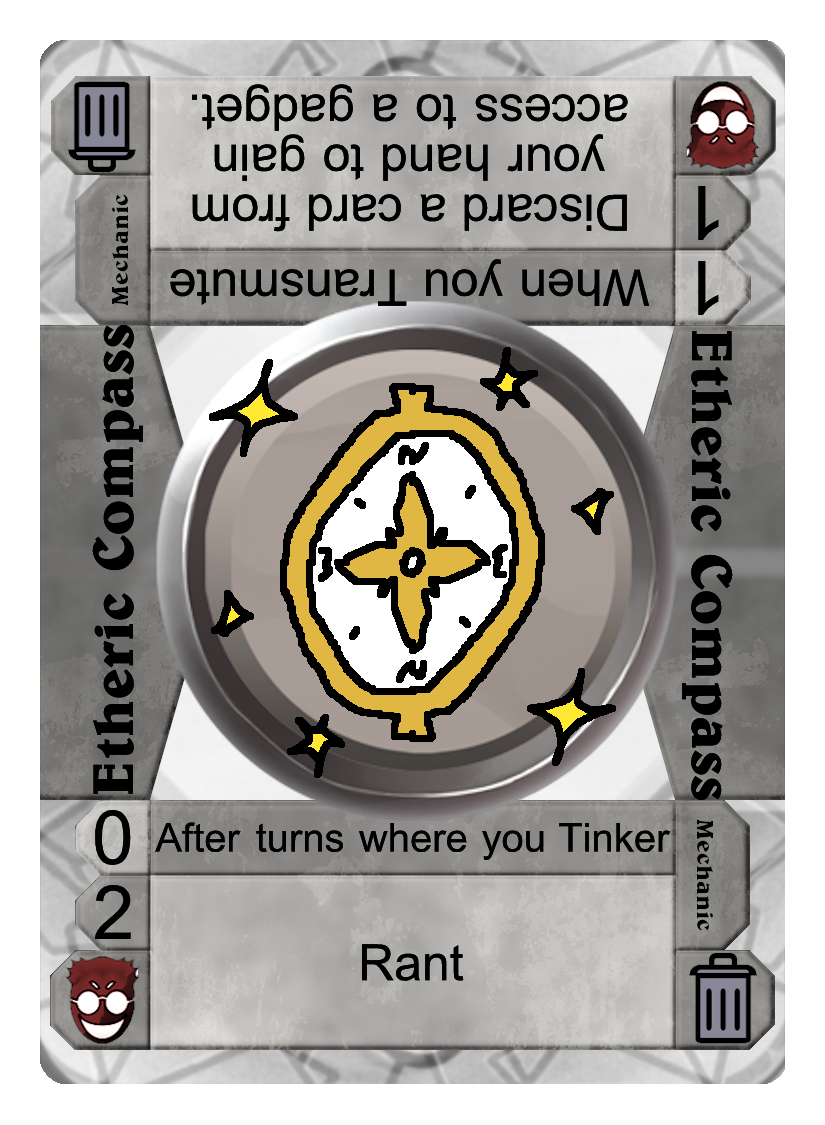 1
When you Transmute
1
Discard a card from
your hand to gain
access to a gadget.
Mechanic
Etheric Compass
Etheric Compass
0
After turns where you Tinker
2
Rant
Mechanic